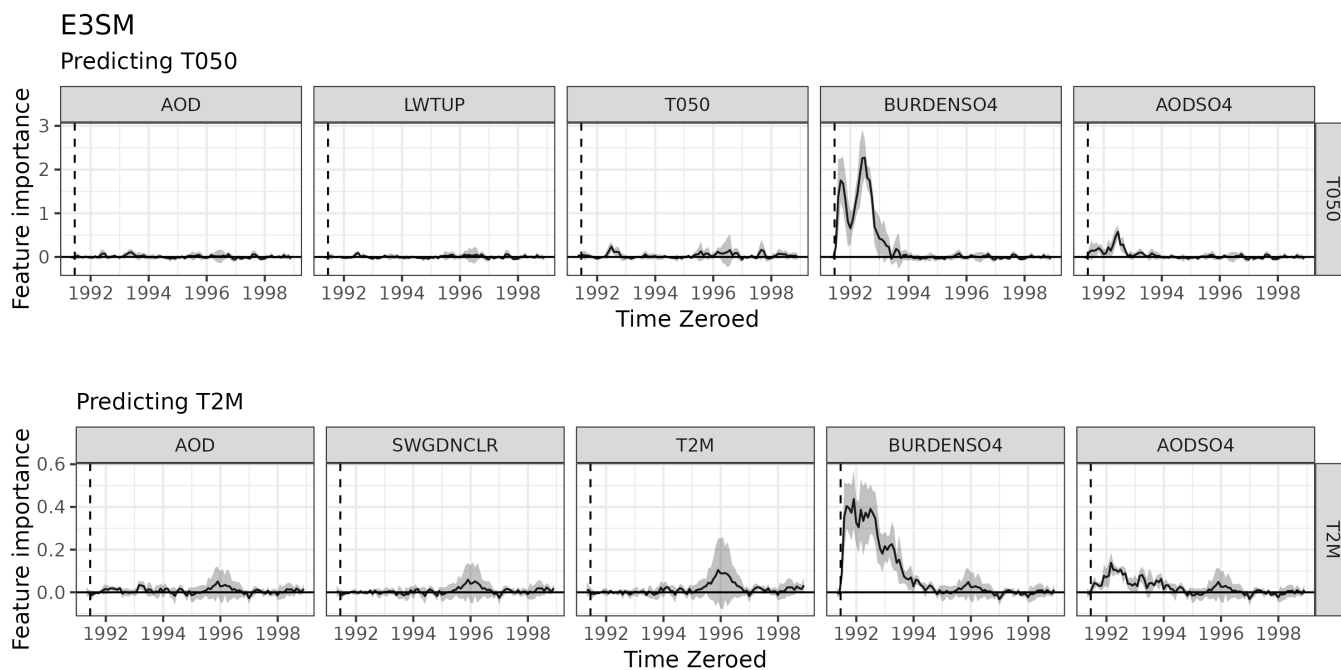 E3SM
Predicting T050
AOD LWTUP T050 BURDENSO4 AODSO4
Feature importance
3
2
1
0
T050
1992 1994 1996 1998 1992 1994 1996 1998 1992 1994 1996 1998 1992 1994 1996 1998 1992 1994 1996 1998
Time Zeroed
Predicting T2M
AOD SWGDNCLR T2M BURDENSO4 AODSO4
Feature importance
0.6
0.4
0.2
0.0
T2M
1992 1994 1996 1998 1992 1994 1996 1998 1992 1994 1996 1998 1992 1994 1996 1998 1992 1994 1996 1998
Time Zeroed